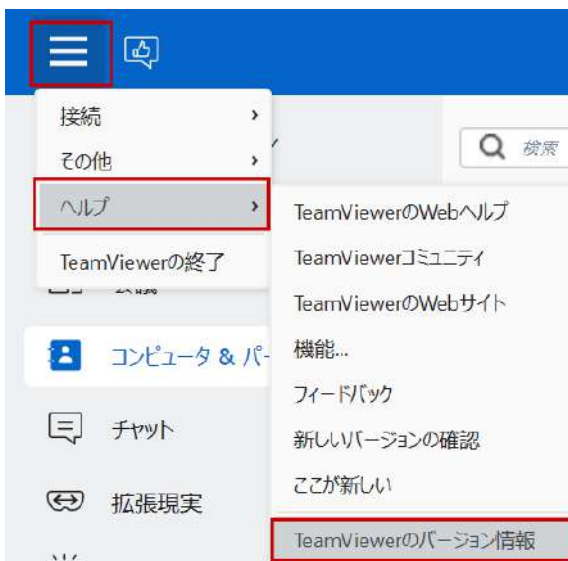 接続
その他
検索
ヘルプ
TeamViewerのWebヘルプ
TeamViewerの終了
TeamViewerコミュニティ
TeamViewerのWebサイト
コンピュータ & パ
機能...
フィードバック
チャット
新しいバージョンの確認
ここが新しい
拡張現実
TeamViewerのバージョン情報